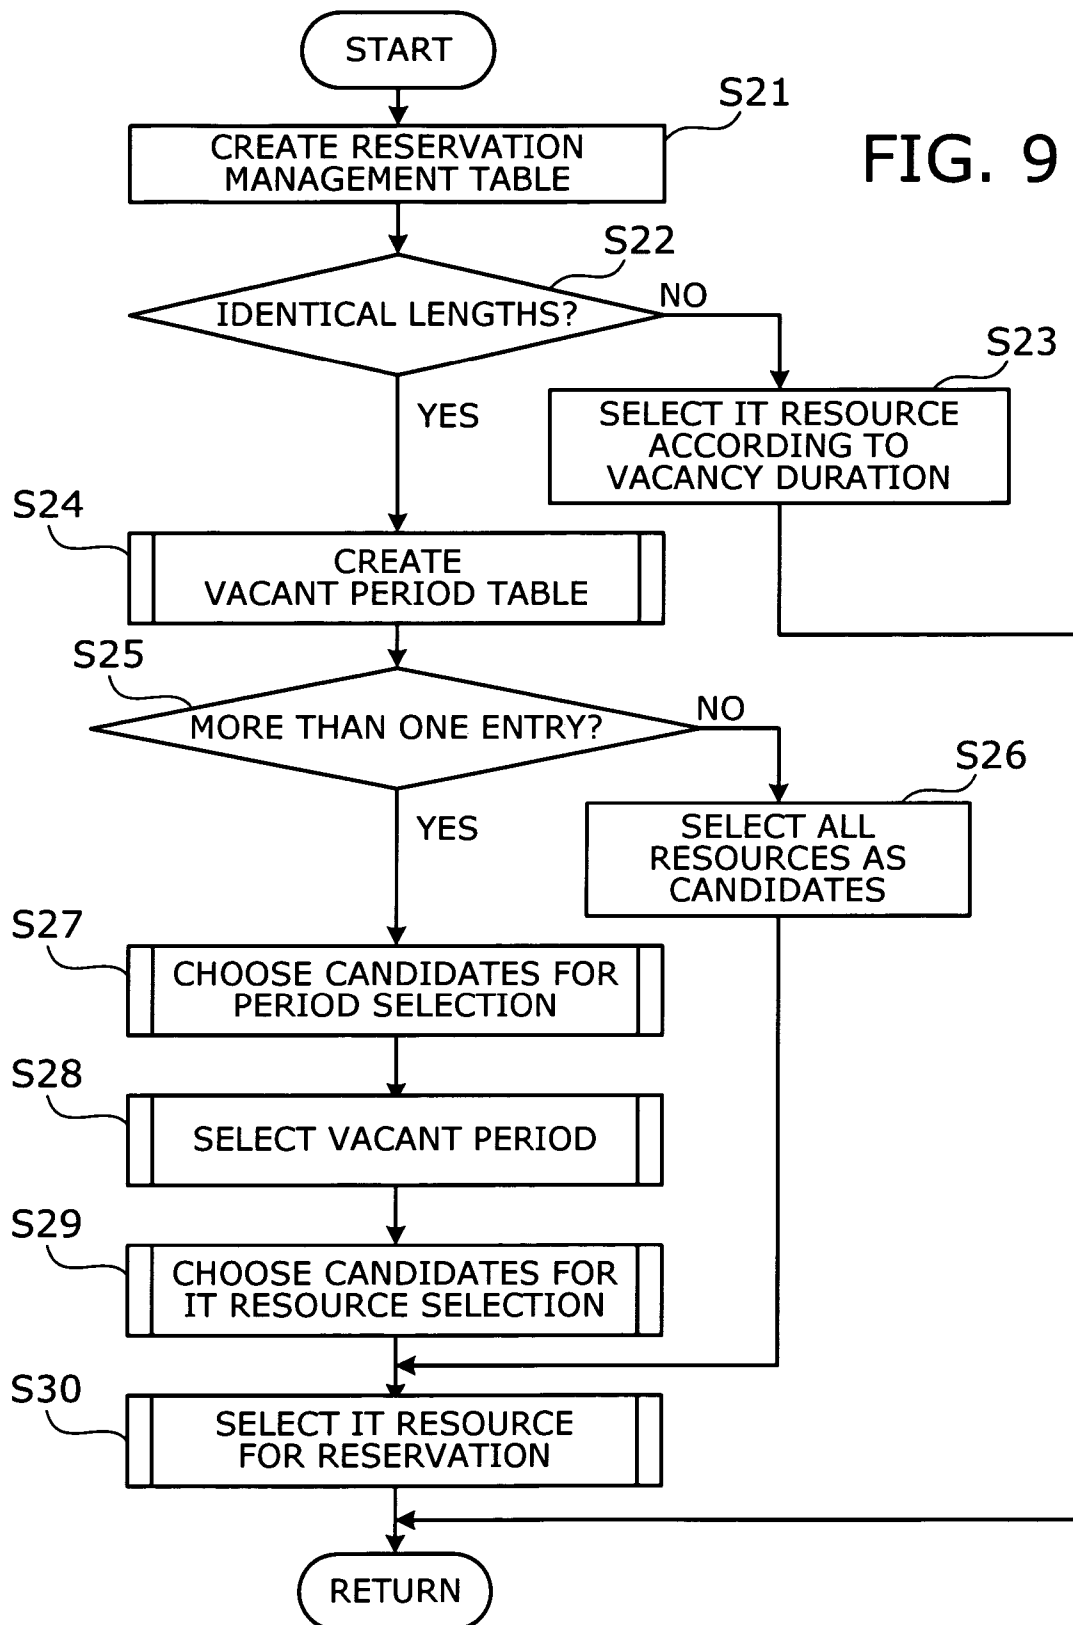 START
S21
CREATE RESERVATION
MANAGEMENT TABLE
FIG. 9
S22
IDENTICAL LENGTHS?
NO
YES
S23
SELECT IT RESOURCE
ACCORDING TO
VACANCY DURATION
S24
CREATE
VACANT PERIOD TABLE
S25
MORE THAN ONE ENTRY?
NO
YES
S26
SELECT ALL
RESOURCES AS
CANDIDATES
S27
CHOOSE CANDIDATES FOR
PERIOD SELECTION
S28
SELECT VACANT PERIOD
S29
CHOOSE CANDIDATES FOR
IT RESOURCE SELECTION
S30
SELECT IT RESOURCE
FOR RESERVATION
RETURN